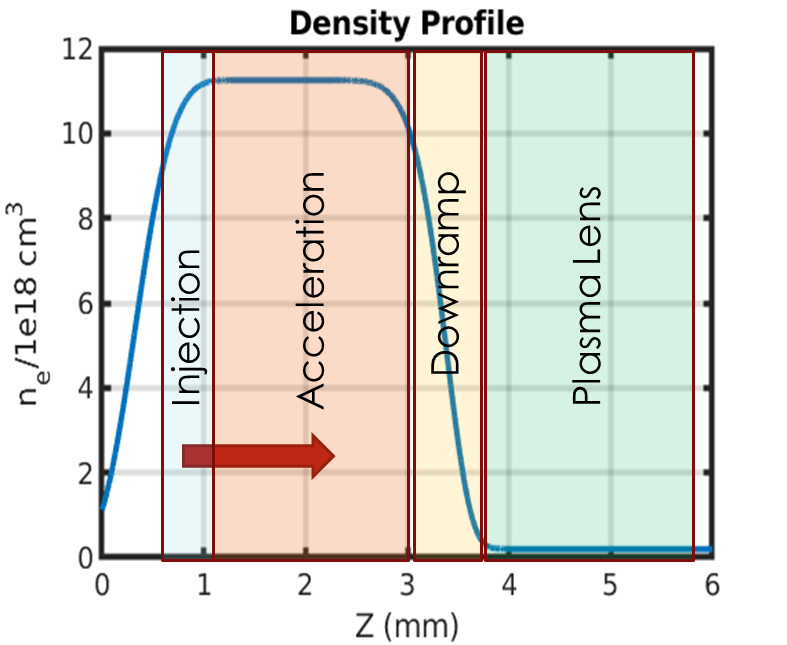 Density Profile
12
10
8
6
4
2
0
n_e/1e18 cm^3
Injection
Acceleration
Downramp
Plasma Lens
0 1 2 3 4 5 6
Z (mm)